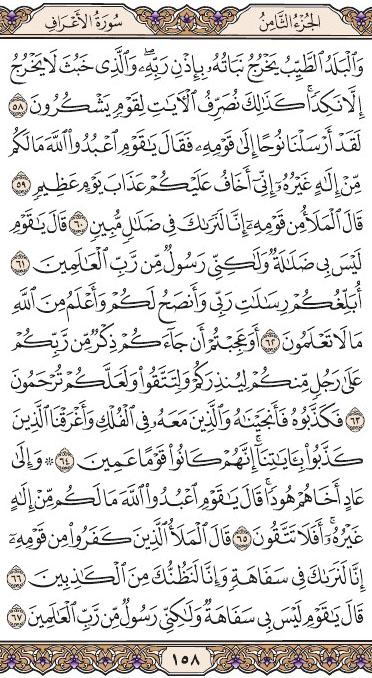 الجزء الثامن سورة الأعراف
وَالْبَلَدُ الطَّيِّبُ يَخْرُجُ نَبَاتُهُ بِإِذْنِ رَبِّهِ ۖ وَالَّذِي خَبُثَ لَا يَخْرُجُ
إِلَّا نَكِدًا ۚ كَذَٰلِكَ نُصَرِّفُ الْآيَاتِ لِقَوْمٍ يَشْكُرُونَ ٥٨
لَقَدْ أَرْسَلْنَا نُوحًا إِلَىٰ قَوْمِهِ فَقَالَ يَا قَوْمِ اعْبُدُوا اللَّهَ مَا لَكُم
مِّنْ إِلَٰهٍ غَيْرُهُ إِنِّي أَخَافُ عَلَيْكُمْ عَذَابَ يَوْمٍ عَظِيمٍ ٥٩
قَالَ الْمَلَأُ مِن قَوْمِهِ إِنَّا لَنَرَاكَ فِي ضَلَالٍ مُّبِينٍ ٦٠ قَالَ يَا قَوْمِ
لَيْسَ بِي ضَلَالَةٌ وَلَٰكِنِّي رَسُولٌ مِّن رَّبِّ الْعَالَمِينَ ٦١
أُبَلِّغُكُمْ رِسَالَاتِ رَبِّي وَأَنصَحُ لَكُمْ وَأَعْلَمُ مِنَ اللَّهِ
مَا لَا تَعْلَمُونَ ٦٢ أَوَعَجِبْتُمْ أَن جَاءَكُمْ ذِكْرٌ مِّن رَّبِّكُمْ
عَلَىٰ رَجُلٍ مِّنكُمْ لِيُنذِرَكُمْ وَلِتَتَّقُوا وَلَعَلَّكُمْ تُرْحَمُونَ
٦٣ فَكَذَّبُوهُ فَأَنجَيْنَاهُ وَالَّذِينَ مَعَهُ فِي الْفُلْكِ وَأَغْرَقْنَا الَّذِينَ
كَذَّبُوا بِآيَاتِنَا ۚ إِنَّهُمْ كَانُوا قَوْمًا عَمِينَ ٦٤ ۞ وَإِلَىٰ
عَادٍ أَخَاهُمْ هُودًا ۗ قَالَ يَا قَوْمِ اعْبُدُوا اللَّهَ مَا لَكُم مِّنْ إِلَٰهٍ
غَيْرُهُ ۚ أَفَلَا تَتَّقُونَ ٦٥ قَالَ الْمَلَأُ الَّذِينَ كَفَرُوا مِن قَوْمِهِ
إِنَّا لَنَرَاكَ فِي سَفَاهَةٍ وَإِنَّا لَنَظُنُّكَ مِنَ الْكَاذِبِينَ ٦٦
قَالَ يَا قَوْمِ لَيْسَ بِي سَفَاهَةٌ وَلَٰكِنِّي رَسُولٌ مِّن رَّبِّ الْعَالَمِينَ ٦٧
١٥٨